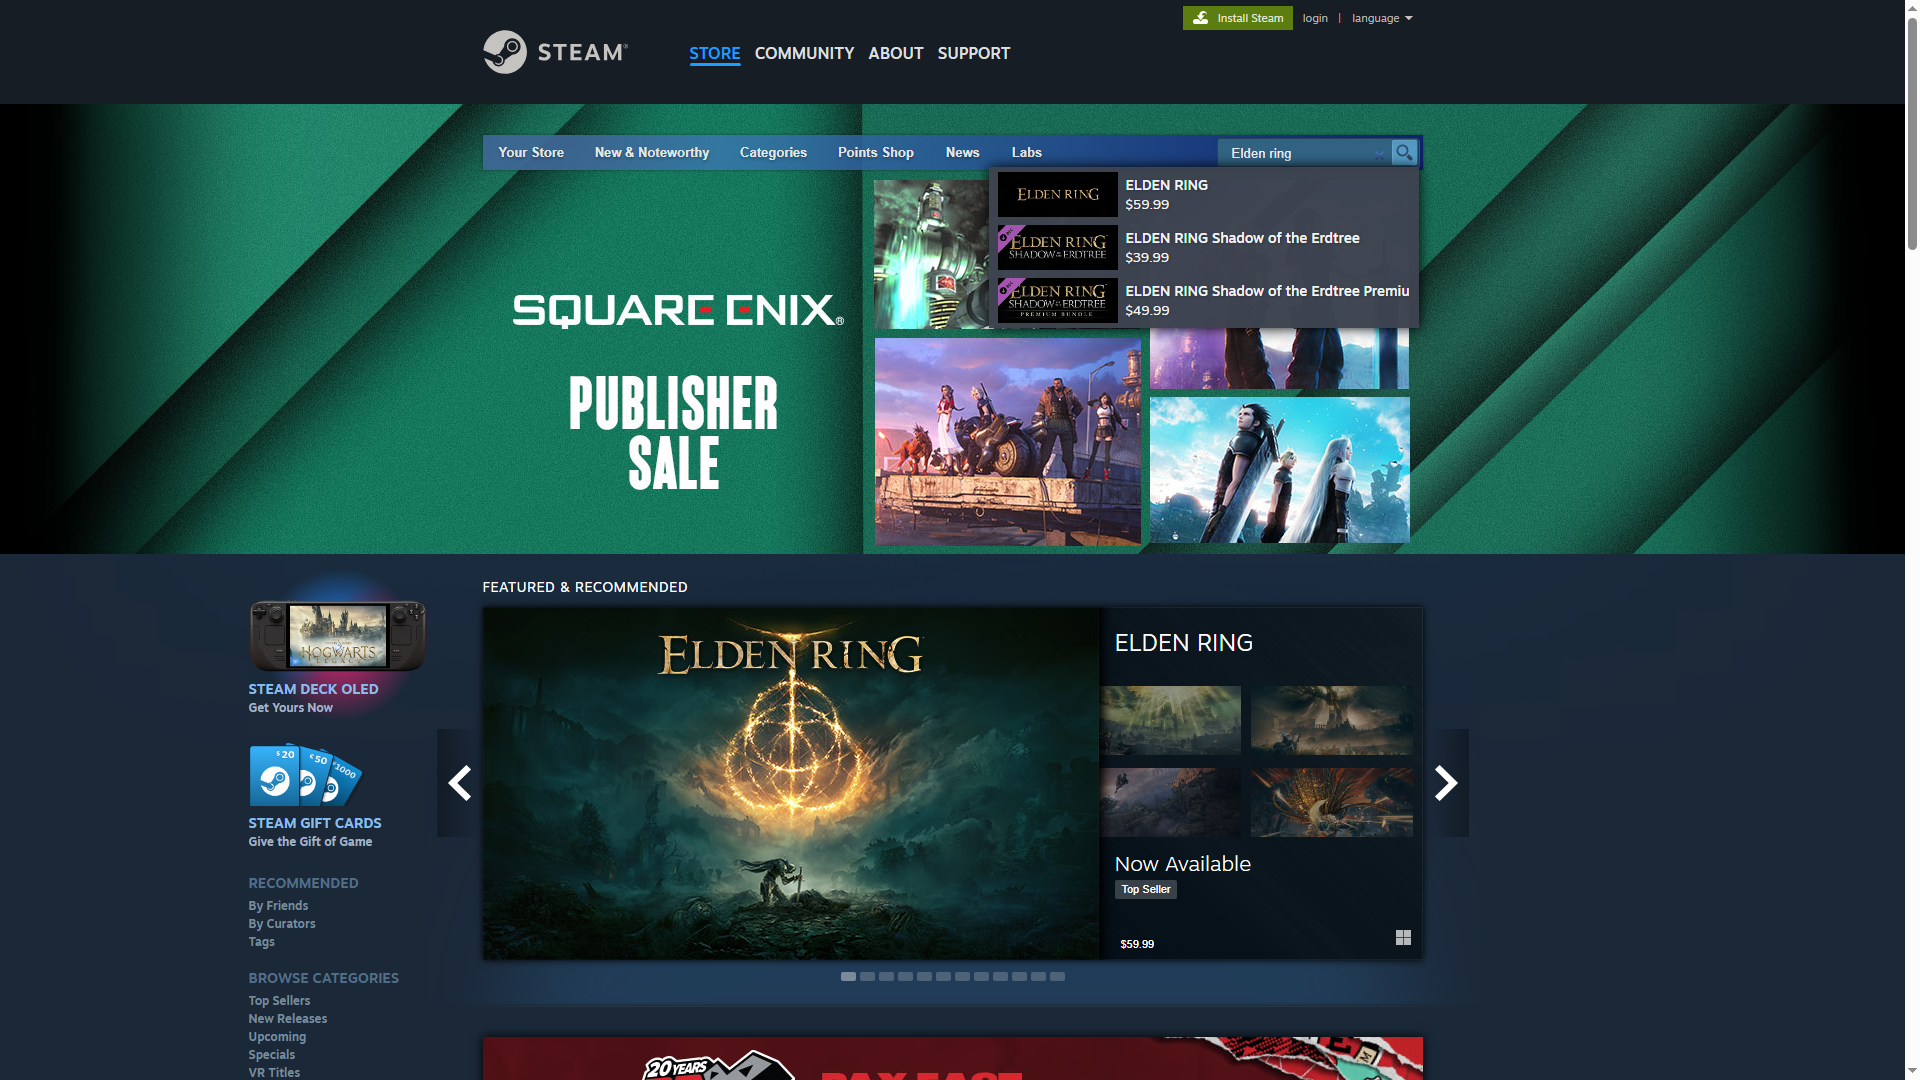 Install Steam
login | language
STEAM®
STORE COMMUNITY ABOUT SUPPORT
Your Store New & Noteworthy Categories Points Shop News Labs
Elden ring
ELDEN RING
ELDEN RING
$59.99
ELDEN RING
SHADOW OF THE ERDTREE
ELDEN RING Shadow of the Erdtree
$39.99
ELDEN RING
SHADOW OF THE ERDTREE
PREMIUM BUNDLE
ELDEN RING Shadow of the Erdtree Premiu
$49.99
SQUARE ENIX®
PUBLISHER
SALE
FEATURED & RECOMMENDED
HOGWARTS
LEGACY
STEAM DECK OLED
Get Yours Now
$20
€50
¥1000
STEAM GIFT CARDS
Give the Gift of Game
RECOMMENDED
By Friends
By Curators
Tags
BROWSE CATEGORIES
Top Sellers
New Releases
Upcoming
Specials
VR Titles
ELDEN RING
ELDEN RING
Now Available
Top Seller
$59.99
20 YEARS
PAX EAST